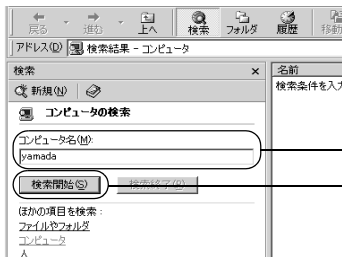 戻る 進む 上へ 検索 フォルダ 履歴
アドレス(D) 検索結果 - コンピュータ
検索 × 名前
新規(N) 検索条件を入
コンピュータの検索
コンピュータ名(M):
yamada
検索開始(S) 検索終了(P)
ほかの項目を検索:
ファイルやフォルダ
コンピュータ
人